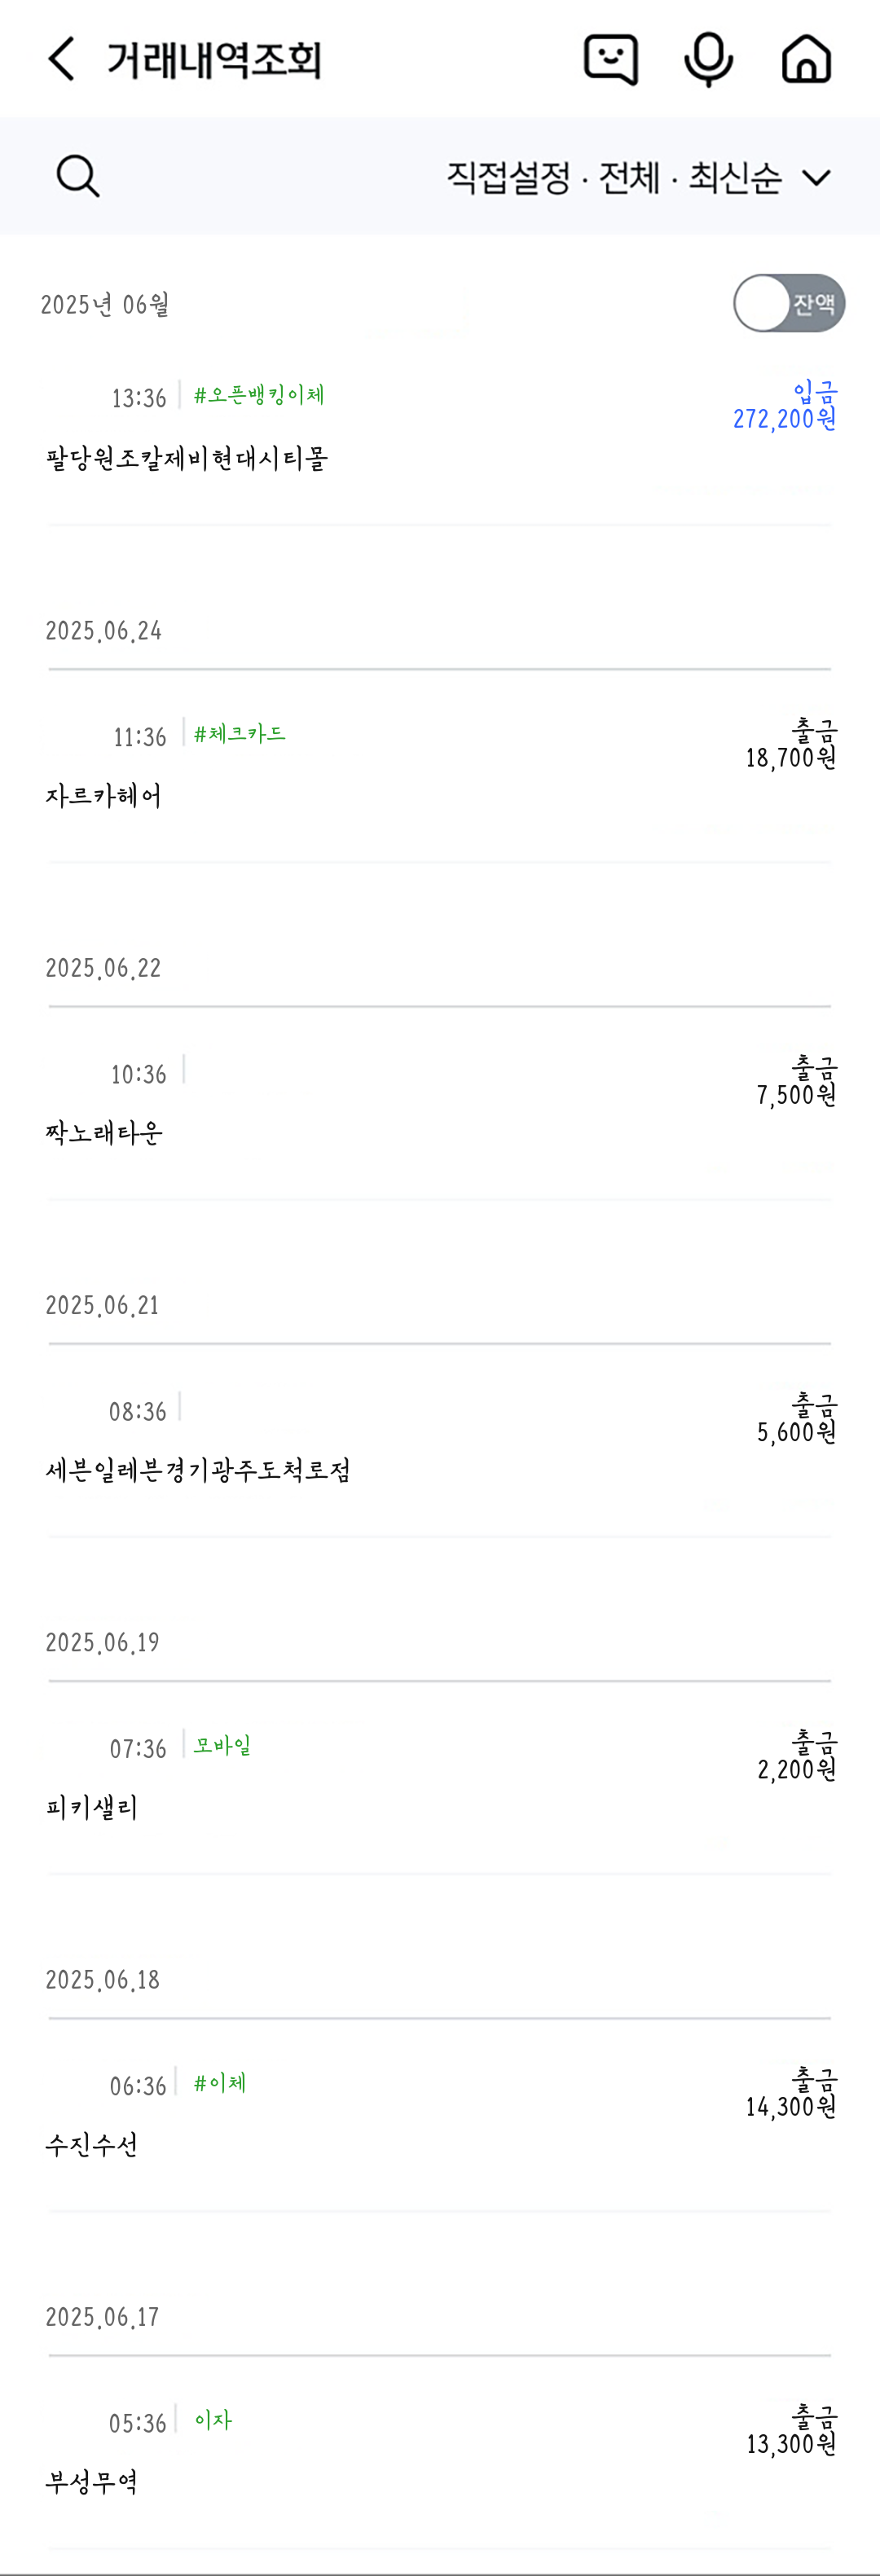 거래내역조회
직접설정 · 전체 · 최신순
2025년 06월 잔액
13:36 #오픈뱅킹이체 입금
272,200원
팔당원조칼제비현대시티몰
2025.06.24
11:36 #체크카드 출금
18,700원
자르카헤어
2025.06.22
10:36 출금
7,500원
짝노래타운
2025.06.21
08:36 출금
5,600원
세븐일레븐경기광주도척로점
2025.06.19
07:36 모바일 출금
2,200원
피키샐리
2025.06.18
06:36 #이체 출금
14,300원
수진수선
2025.06.17
05:36 이자 출금
13,300원
부성무역